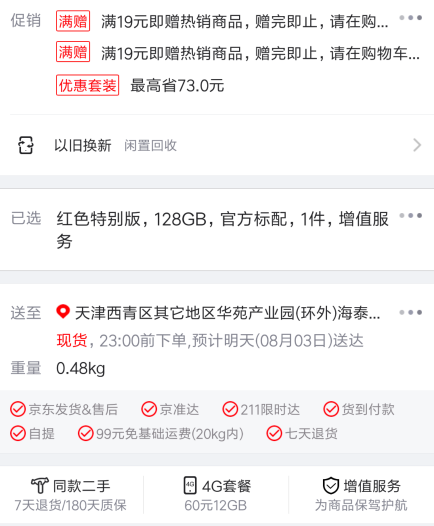 促销 满赠 满19元即赠热销商品，赠完即止，请在购...
满赠 满19元即赠热销商品，赠完即止，请在购物车...
优惠套装 最高省73.0元
以旧换新 闲置回收
已选 红色特别版，128GB，官方标配，1件，增值服
务
送至 天津西青区其它地区华苑产业园(环外)海泰...
现货，23:00前下单,预计明天(08月03日)送达
重量 0.48kg
京东发货&售后 京准达 211限时达 货到付款
自提 99元免基础运费(20kg内) 七天退货
同款二手 4G 4G套餐 增值服务
7天退货/180天质保 60元12GB 为商品保驾护航